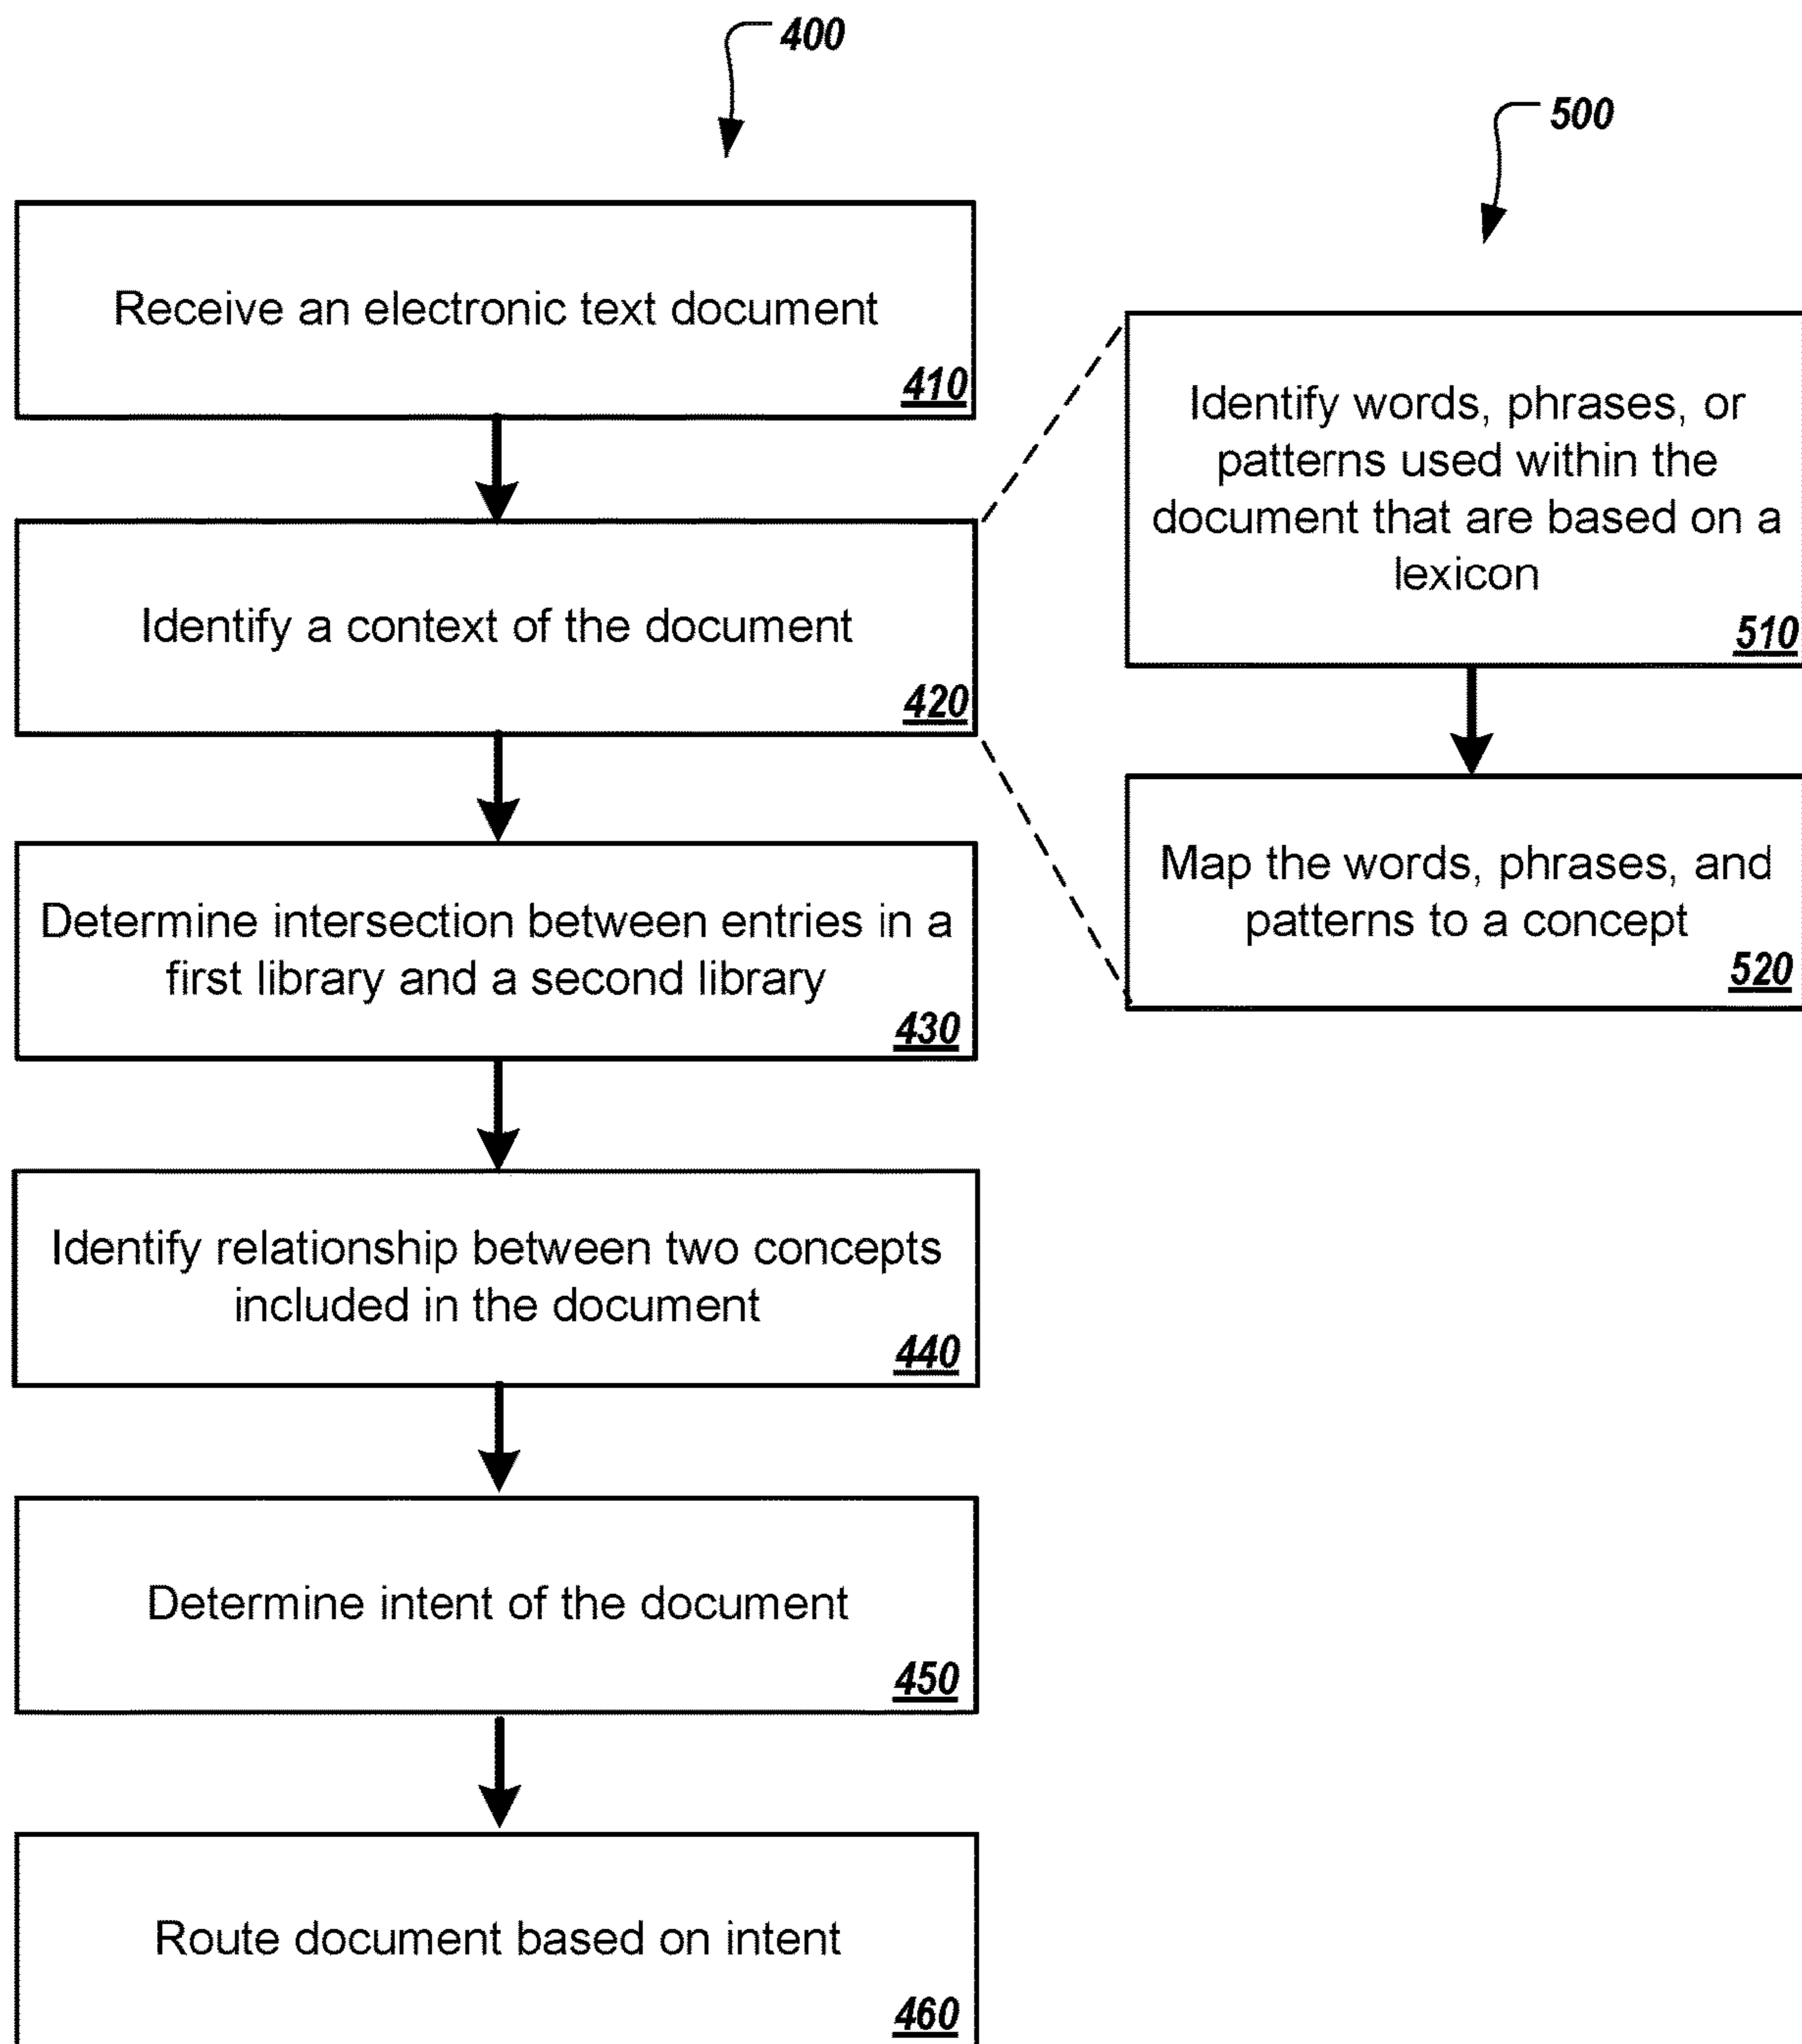 400
Receive an electronic text document
410
Identify a context of the document
420
Determine intersection between entries in a
first library and a second library
430
Identify relationship between two concepts
included in the document
440
Determine intent of the document
450
Route document based on intent
460
500
Identify words, phrases, or
patterns used within the
document that are based on a
lexicon
510
Map the words, phrases, and
patterns to a concept
520